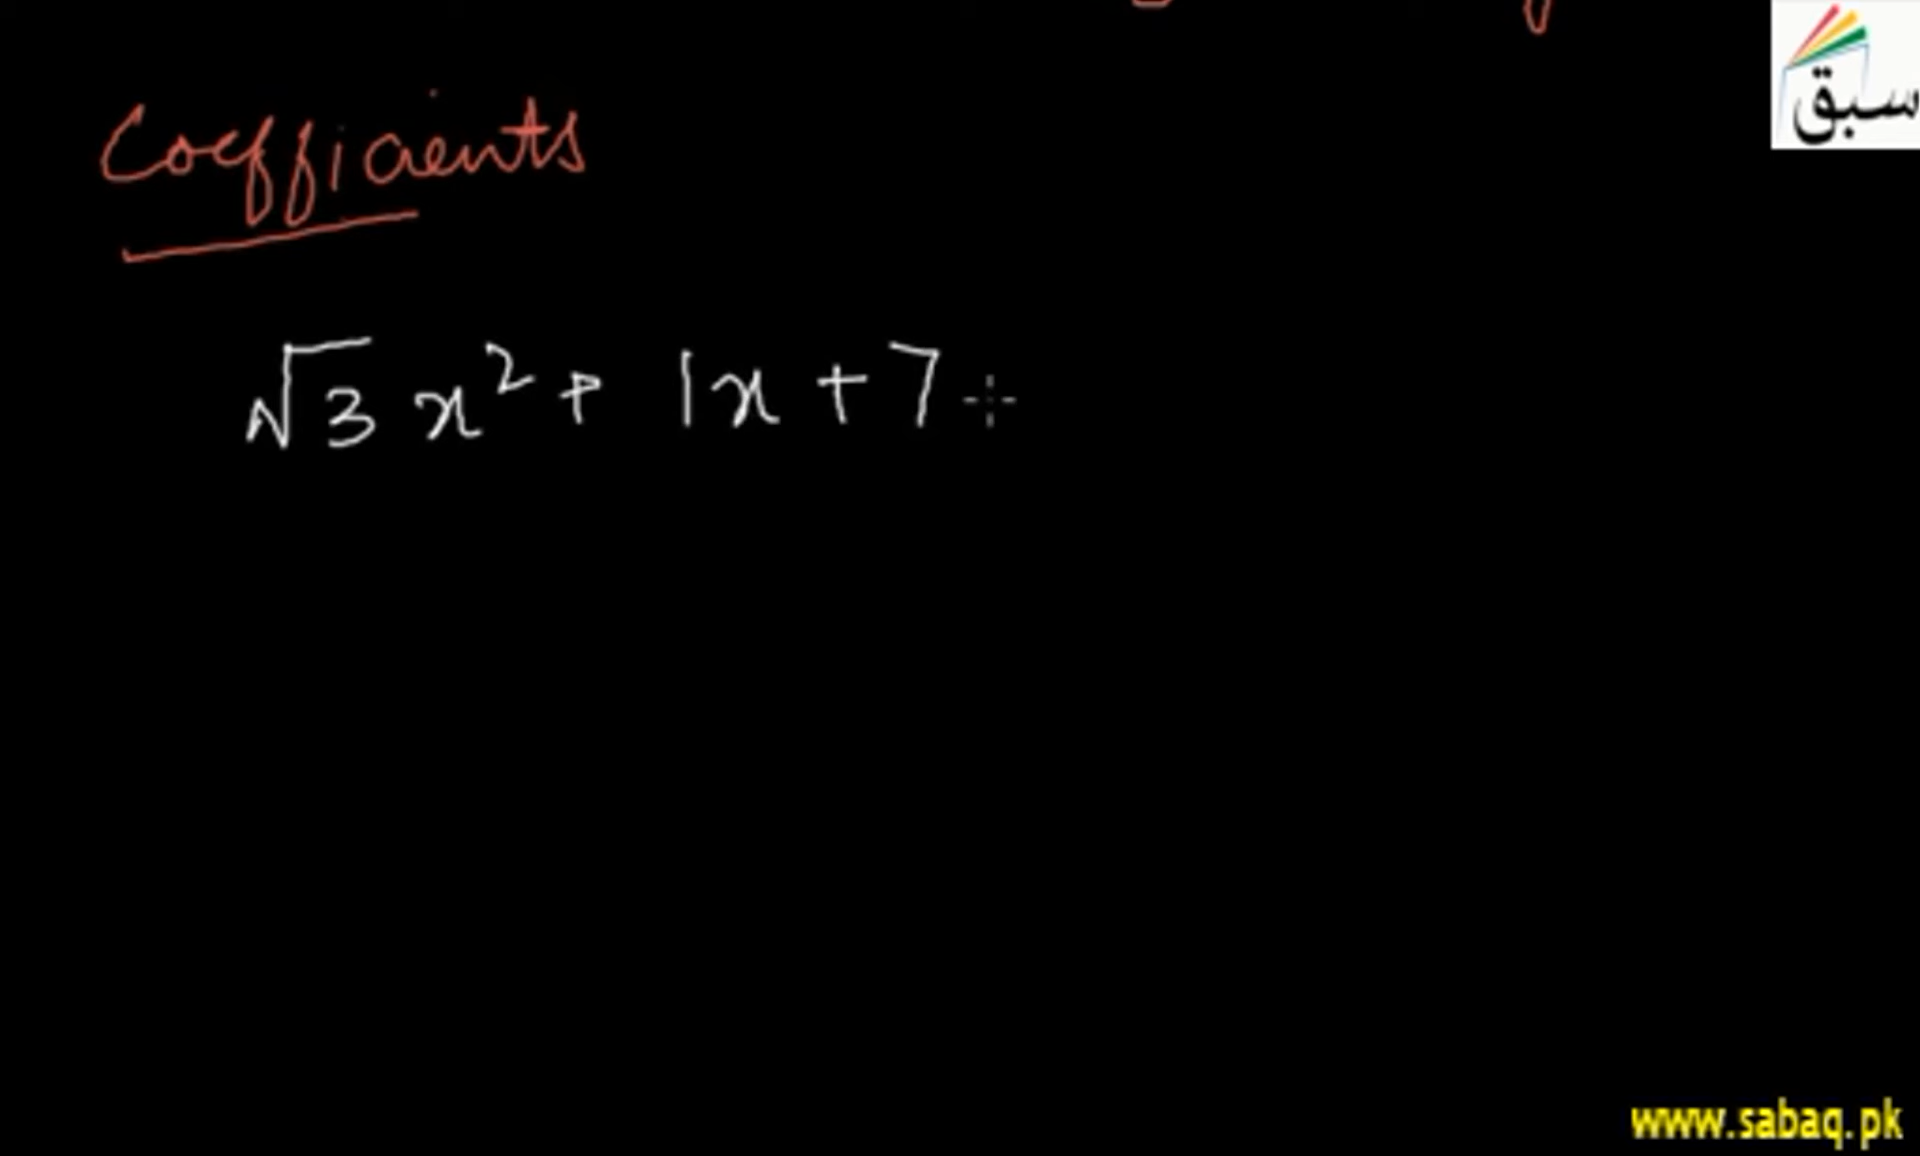 سبق
Coefficients
√3 x² + 1x + 7
www.sabaq.pk